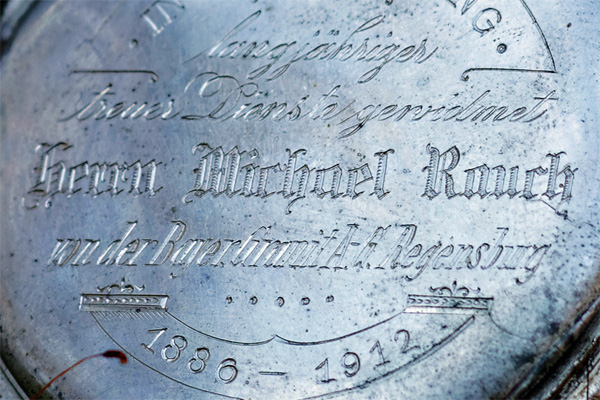 langjähriger
treuer Dienste gewidmet
Herrn Michael Rauch
von der Bayer. Granit A.-G. Regensburg
1886 – 1912